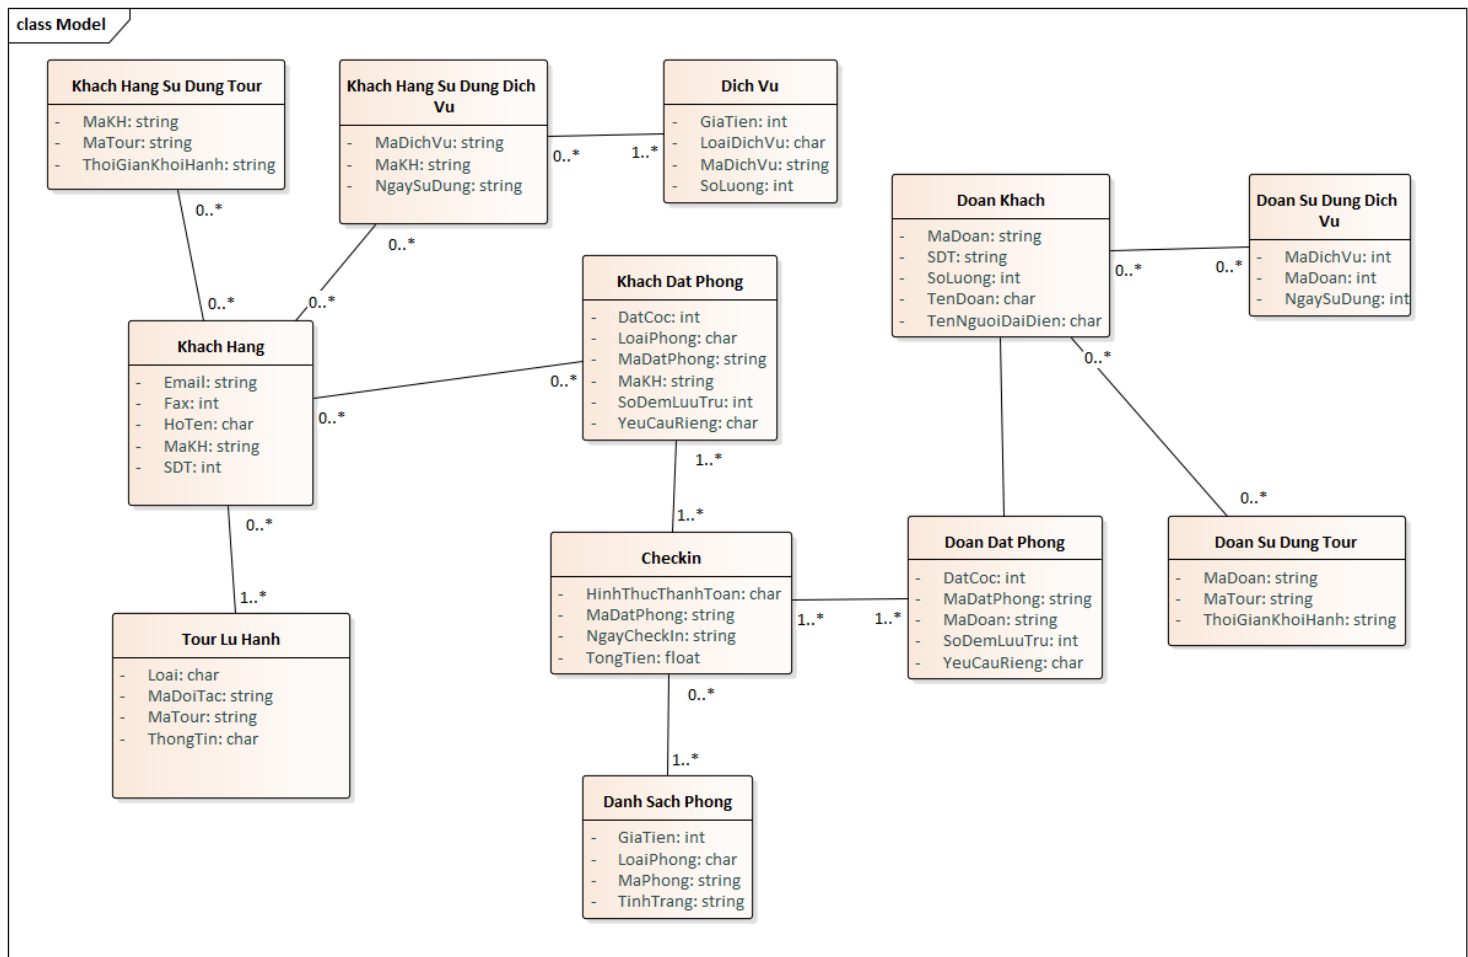 class Model
Khach Hang Su Dung Tour
- MaKH: string
- MaTour: string
- ThoiGianKhoiHanh: string
0..*
0..*
Khach Hang Su Dung Dich
Vu
- MaDichVu: string
- MaKH: string
- NgaySuDung: string
0..*
1..*
0..*
0..*
Dich Vu
- GiaTien: int
- LoaiDichVu: char
- MaDichVu: string
- SoLuong: int
Khach Hang
- Email: string
- Fax: int
- HoTen: char
- MaKH: string
- SDT: int
0..*
0..*
0..*
1..*
Khach Dat Phong
- DatCoc: int
- LoaiPhong: char
- MaDatPhong: string
- MaKH: string
- SoDemLuuTru: int
- YeuCauRieng: char
1..*
1..*
Doan Khach
- MaDoan: string
- SDT: string
- SoLuong: int
- TenDoan: char
- TenNguoiDaiDien: char
0..*
0..*
0..*
0..*
Doan Su Dung Dich
Vu
- MaDichVu: int
- MaDoan: int
- NgaySuDung: int
Tour Lu Hanh
- Loai: char
- MaDoiTac: string
- MaTour: string
- ThongTin: char
Checkin
- HinhThucThanhToan: char
- MaDatPhong: string
- NgayCheckIn: string
- TongTien: float
1..*
1..*
0..*
1..*
Doan Dat Phong
- DatCoc: int
- MaDatPhong: string
- MaDoan: string
- SoDemLuuTru: int
- YeuCauRieng: char
Doan Su Dung Tour
- MaDoan: string
- MaTour: string
- ThoiGianKhoiHanh: string
Danh Sach Phong
- GiaTien: int
- LoaiPhong: char
- MaPhong: string
- TinhTrang: string